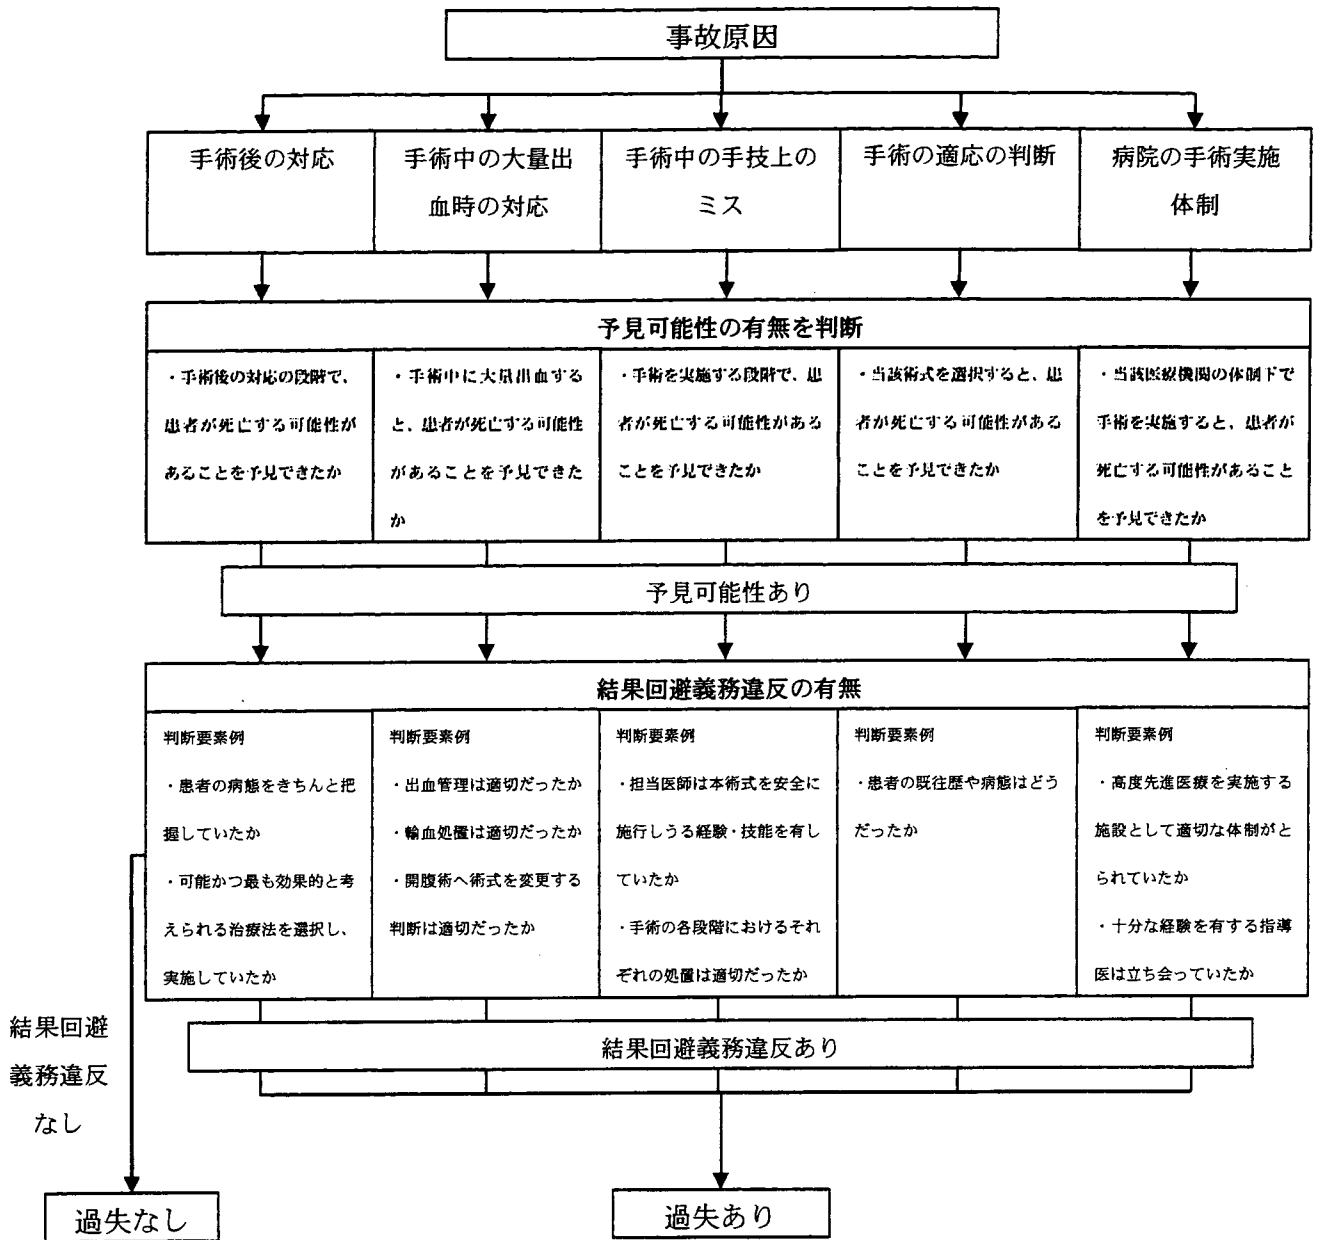 事故原因
手術後の対応
手術中の大量出
血時の対応
手術中の手技上の
ミス
手術の適応の判断
病院の手術実施
体制
予見可能性の有無を判断
・手術後の対応の段階で、
患者が死亡する可能性が
あることを予見できたか
・手術中に大量出血する
と、患者が死亡する可能性
があることを予見できた
か
・手術を実施する段階で、患
者が死亡する可能性がある
ことを予見できたか
・当該術式を選択すると、患
者が死亡する可能性がある
ことを予見できたか
・当該医療機関の体制下で
手術を実施すると、患者が
死亡する可能性があること
を予見できたか
予見可能性あり
結果回避義務違反の有無
判断要素例
・患者の病態をきちんと把
握していたか
・可能かつ最も効果的と考
えられる治療法を選択し、
実施していたか
判断要素例
・出血管理は適切だったか
・輸血処置は適切だったか
・開腹術へ術式を変更する
判断は適切だったか
判断要素例
・担当医師は本術式を安全に
施行しうる経験・技能を有し
ていたか
・手術の各段階におけるそれ
ぞれの処置は適切だったか
判断要素例
・患者の既往歴や病態はどう
だったか
判断要素例
・高度先進医療を実施する
施設として適切な体制がと
られていたか
・十分な経験を有する指導
医は立ち会っていたか
結果回避
義務違反
なし
結果回避義務違反あり
過失なし
過失あり